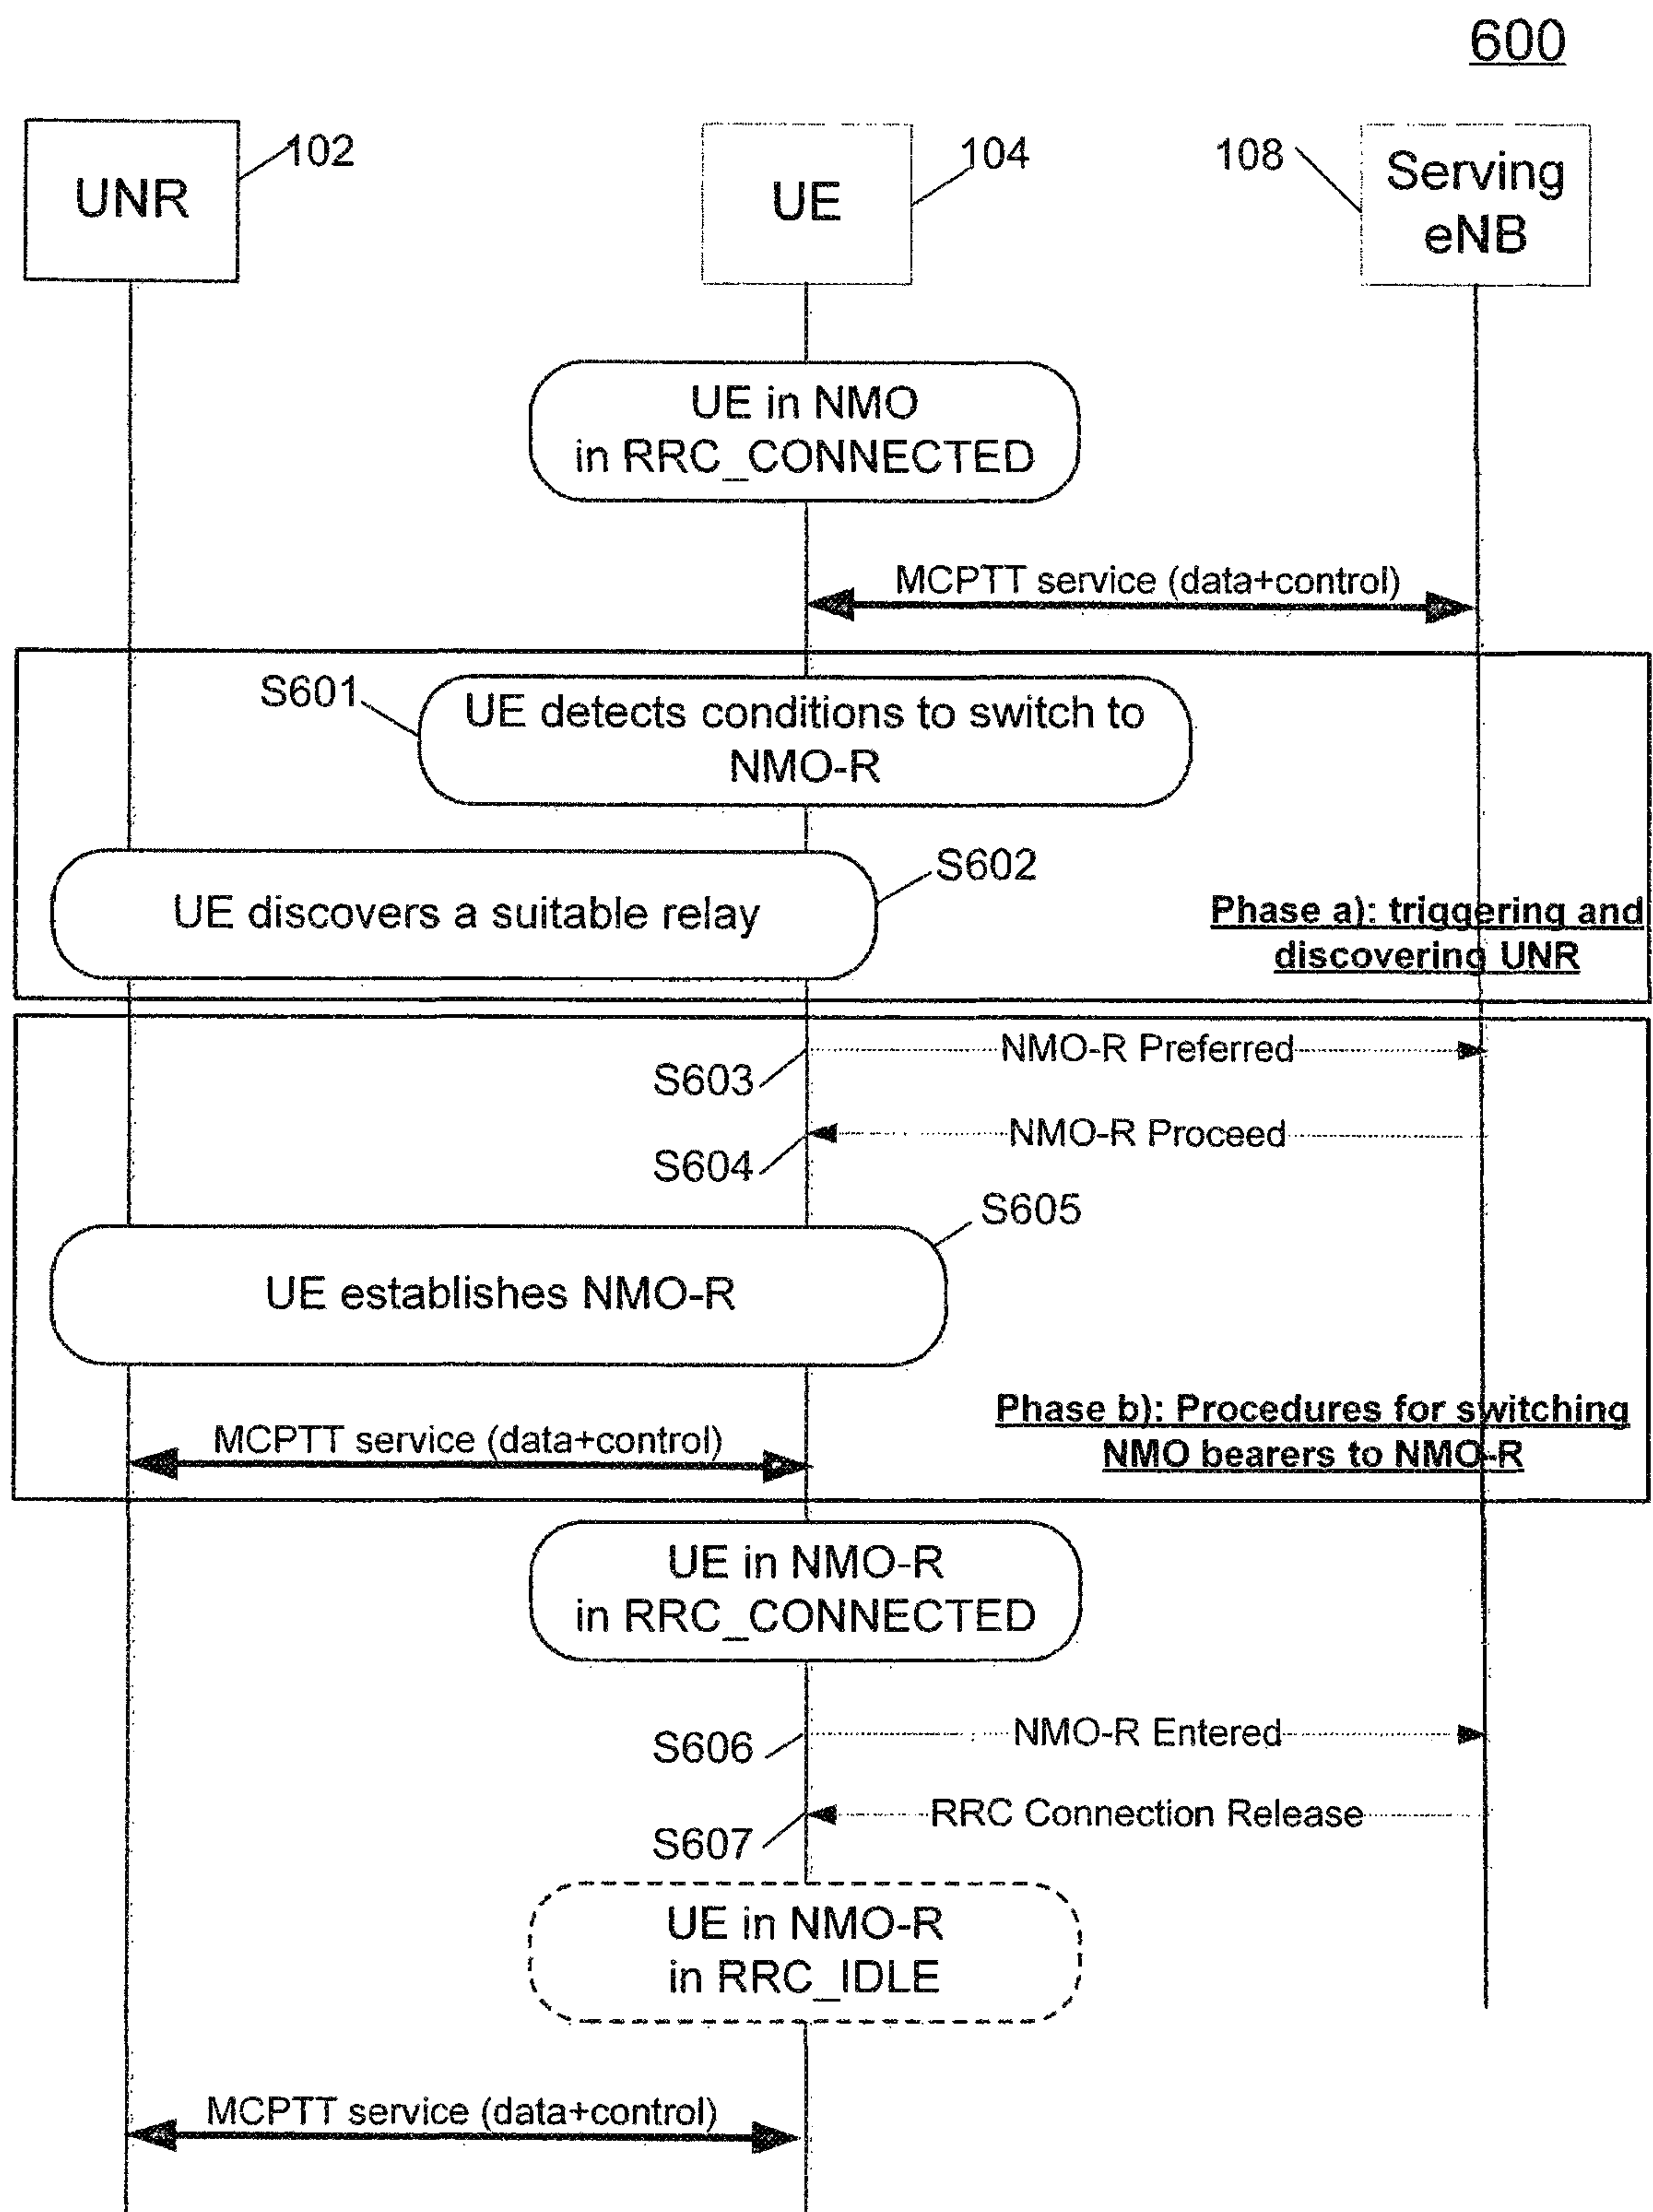 600
102
104
108
UNR
UE
Serving
eNB
UE in NMO
in RRC_CONNECTED
MCPTT service (data+control)
S601
UE detects conditions to switch to
NMO-R
S602
UE discovers a suitable relay
Phase a): triggering and
discovering UNR
NMO-R Preferred
S603
NMO-R Proceed
S604
S605
UE establishes NMO-R
Phase b): Procedures for switching
NMO bearers to NMO-R
MCPTT service (data+control)
UE in NMO-R
in RRC_CONNECTED
NMO-R Entered
S606
RRC Connection Release
S607
UE in NMO-R
in RRC_IDLE
MCPTT service (data+control)